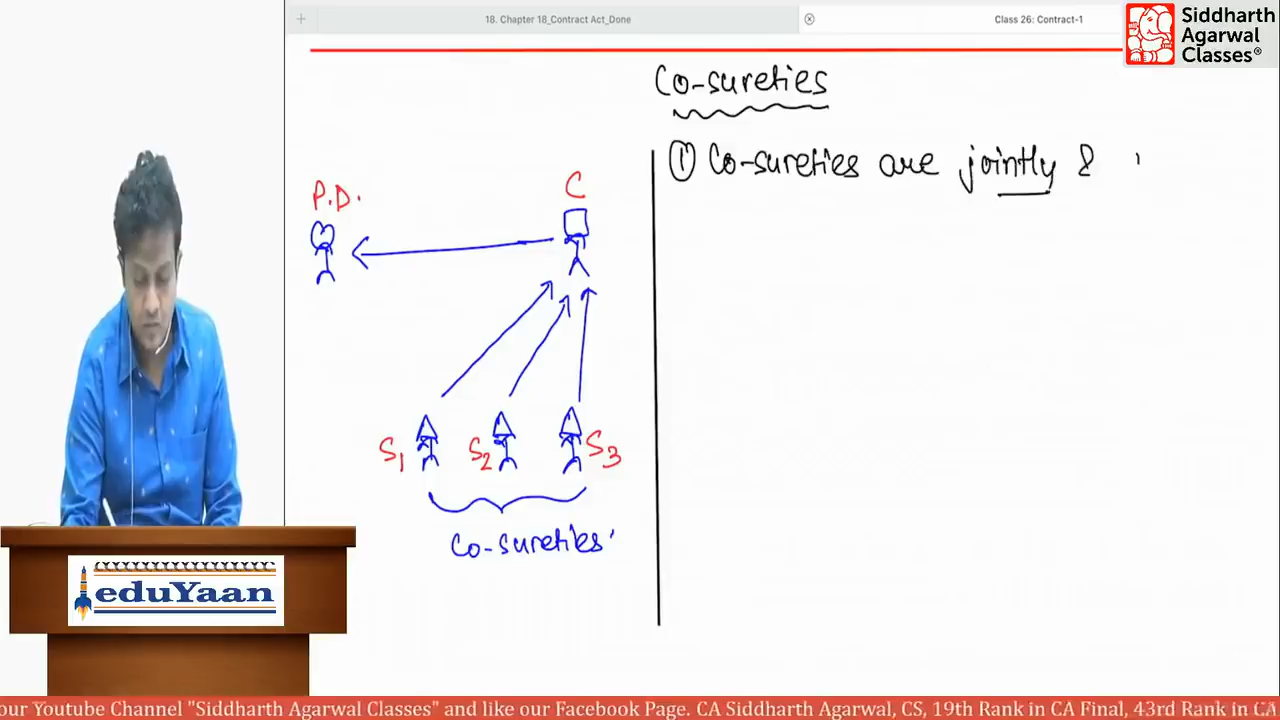 18. Chapter 18_Contract Act_Done
Class 26: Contract-1
Siddharth
Agarwal
Classes®
Co-sureties
① Co-sureties are jointly &
P.D.
C
S1 S2 S3
Co-sureties
eduYaan
our Youtube Channel "Siddharth Agarwal Classes" and like our Facebook Page. CA Siddharth Agarwal, CS, 19th Rank in CA Final, 43rd Rank in CA